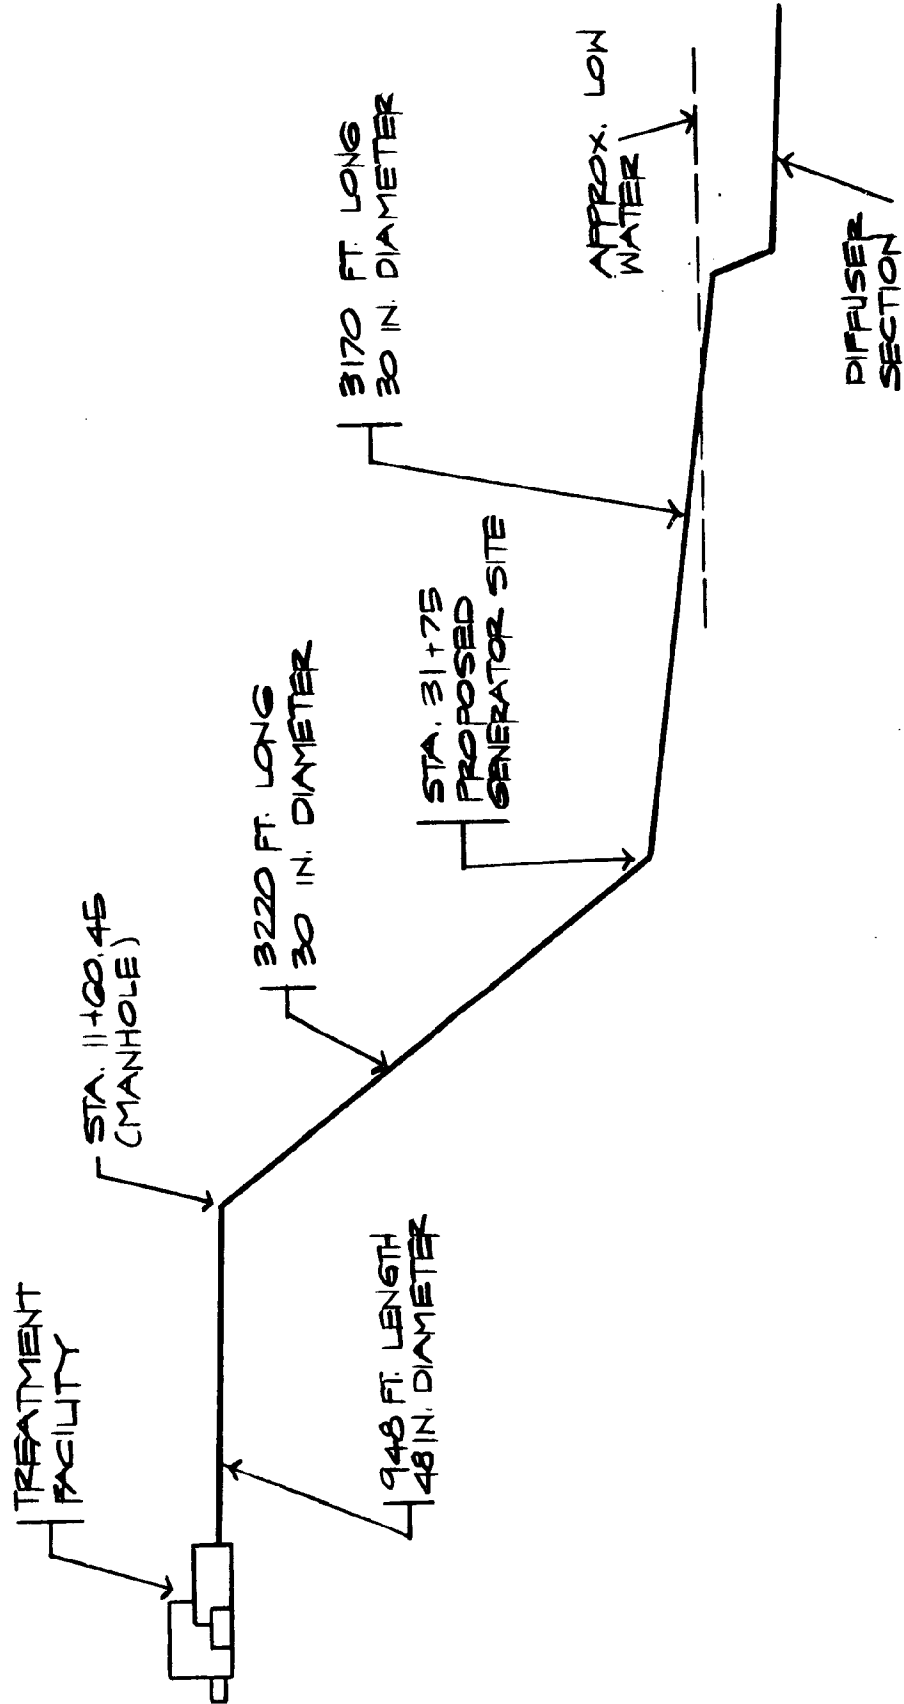 TREATMENT
FACILITY
STA. 11+60.45
(MANHOLE)
948 FT. LENGTH
48 IN. DIAMETER
3220 FT. LONG
30 IN. DIAMETER
STA. 31+75
PROPOSED
GENERATOR SITE
3170 FT. LONG
30 IN. DIAMETER
APPROX. LOW
WATER
DIFFUSER
SECTION